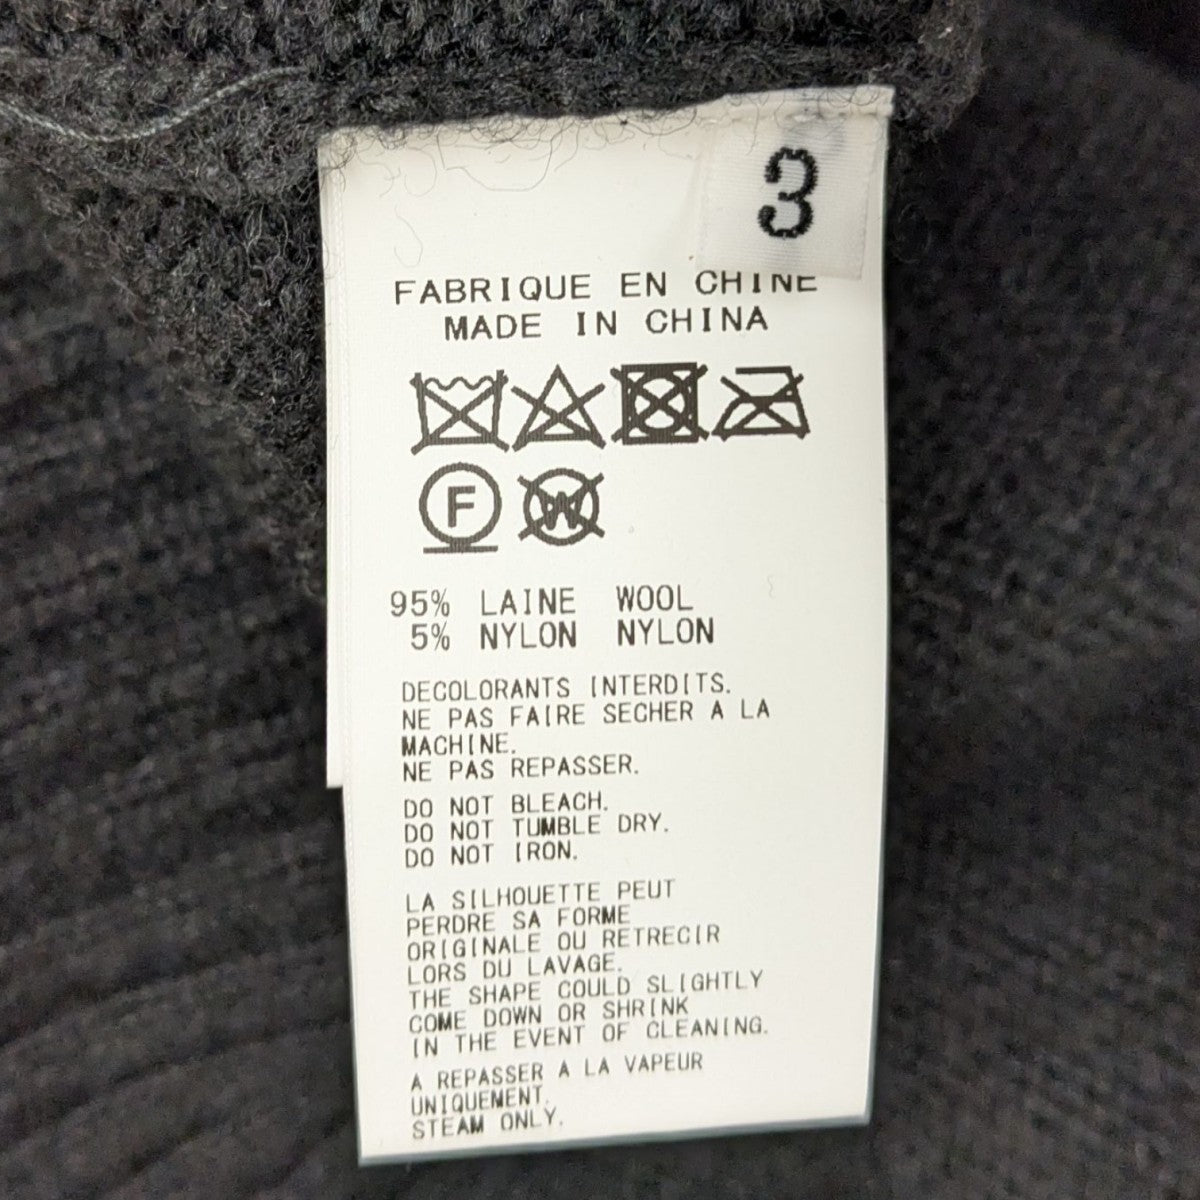 3
FABRIQUE EN CHINE
MADE IN CHINA
F W
95% LAINE WOOL
5% NYLON NYLON
DECOLORANTS INTERDITS.
NE PAS FAIRE SECHER A LA
MACHINE.
NE PAS REPASSER.
DO NOT BLEACH.
DO NOT TUMBLE DRY.
DO NOT IRON.
LA SILHOUETTE PEUT
PERDRE SA FORME
ORIGINALE OU RETRECIR
LORS DU LAVAGE.
THE SHAPE COULD SLIGHTLY
COME DOWN OR SHRINK
IN THE EVENT OF CLEANING.
A REPASSER A LA VAPEUR
UNIQUEMENT.
STEAM ONLY.